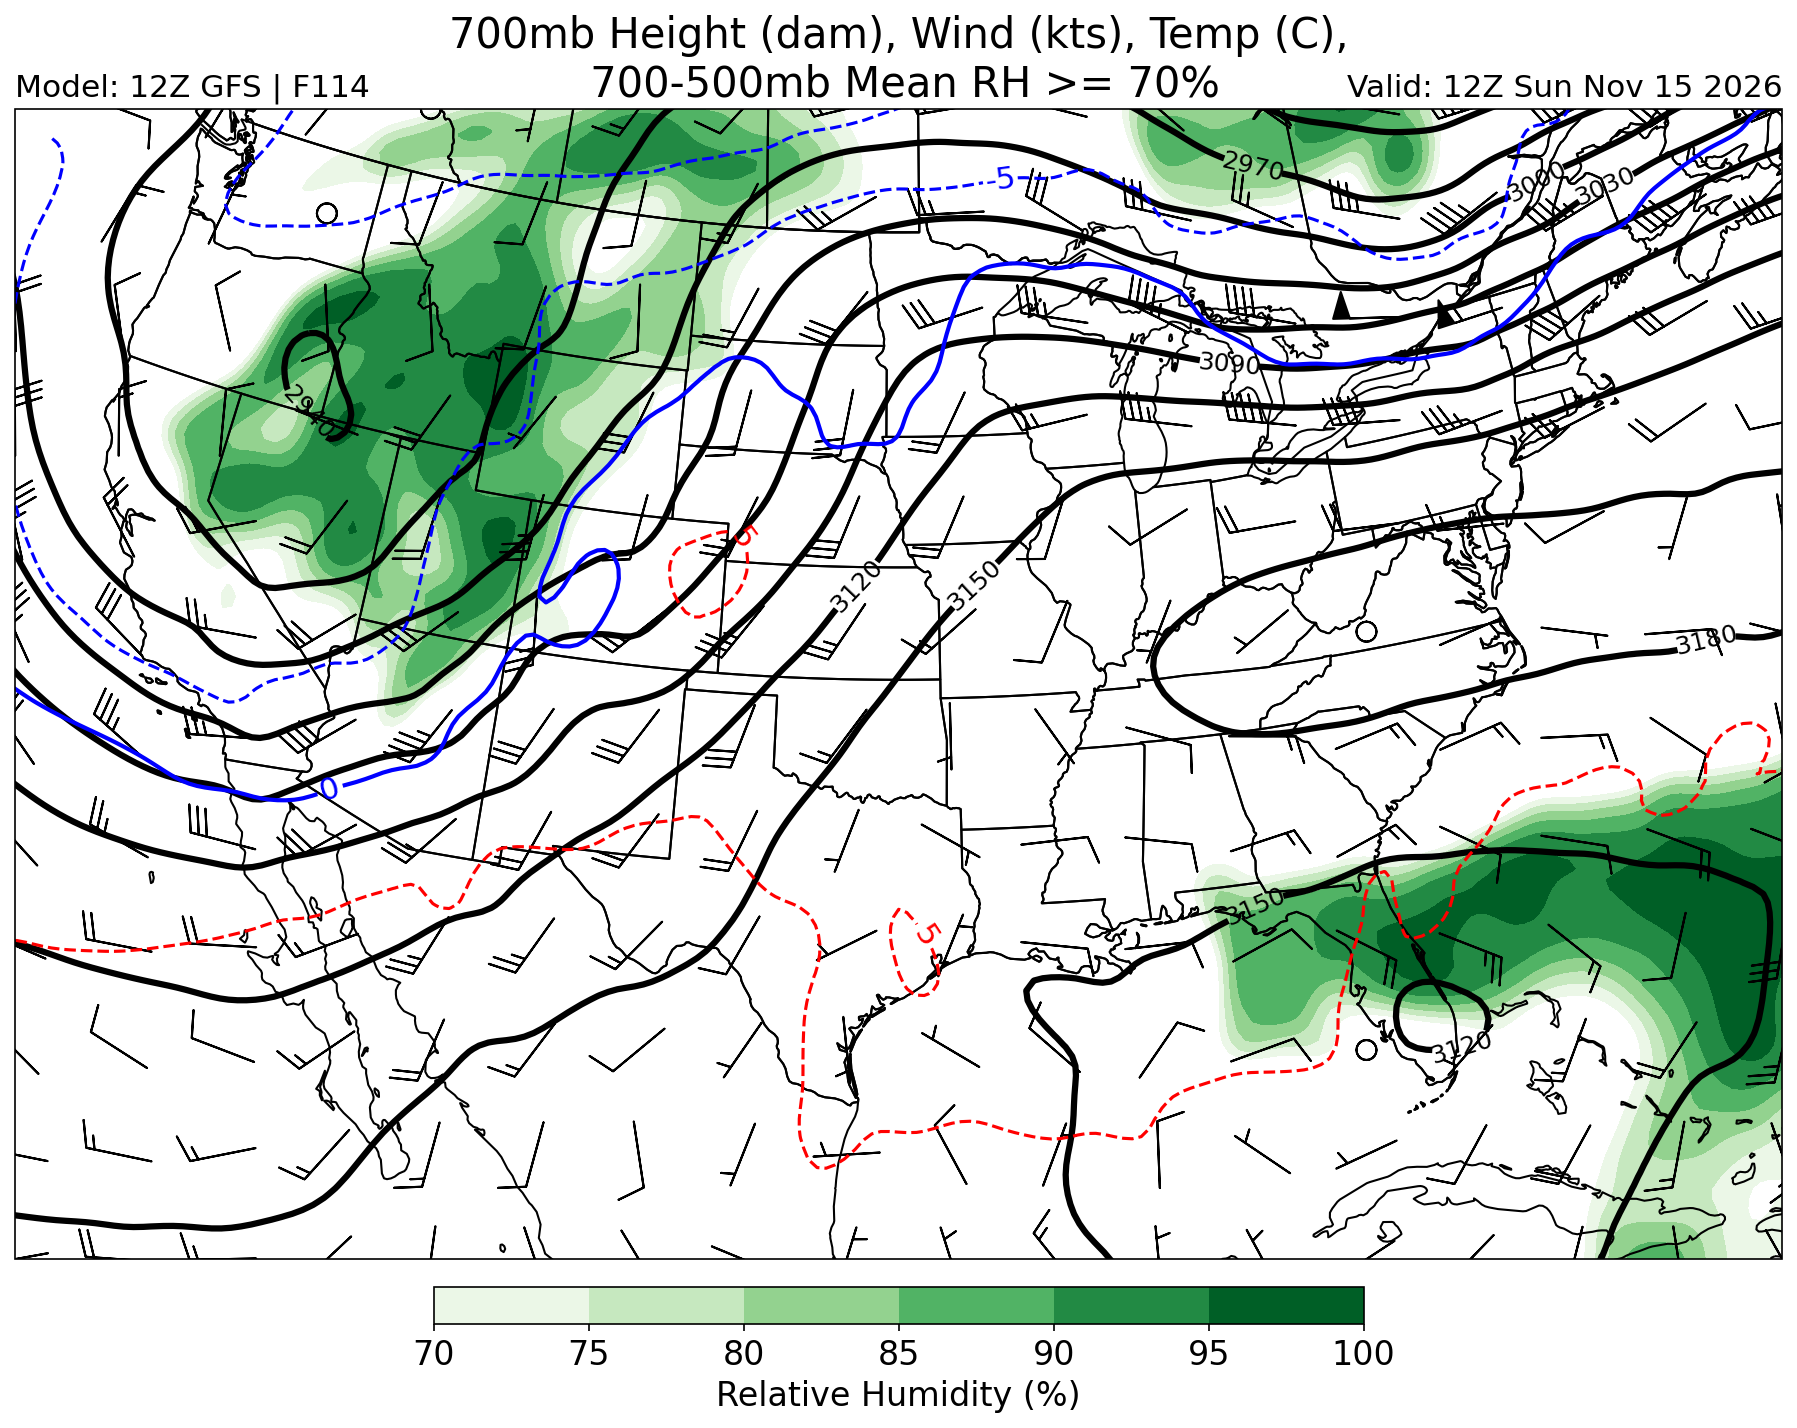 700mb Height (dam), Wind (kts), Temp (C),
700-500mb Mean RH >= 70%
Model: 12Z GFS | F114
Valid: 12Z Sun Nov 15 2026
2970
3000
3030
-5
3090
2940
5
3120
3150
3180
0
3150
5
3120
70 75 80 85 90 95 100
Relative Humidity (%)